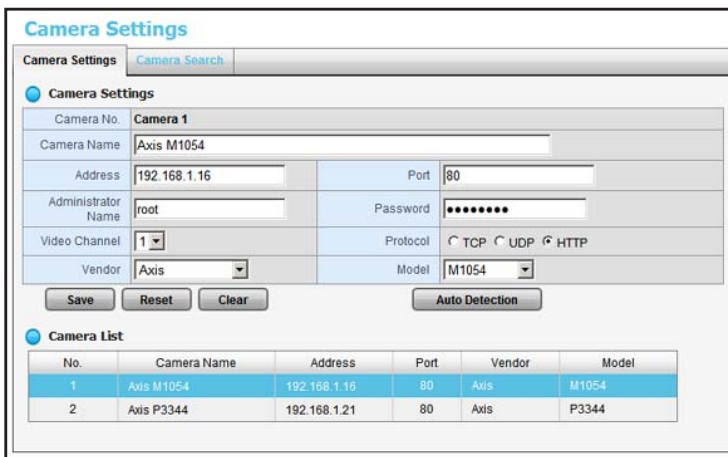 Camera Settings
Camera Settings Camera Search
Camera Settings
Camera No. Camera 1
Camera Name Axis M1054
Address 192.168.1.16 Port 80
Administrator Name root Password ••••••••
Video Channel 1 Protocol TCP UDP HTTP
Vendor Axis Model M1054
Save Reset Clear Auto Detection
Camera List
No. Camera Name Address Port Vendor Model
1 Axis M1054 192.168.1.16 80 Axis M1054
2 Axis P3344 192.168.1.21 80 Axis P3344